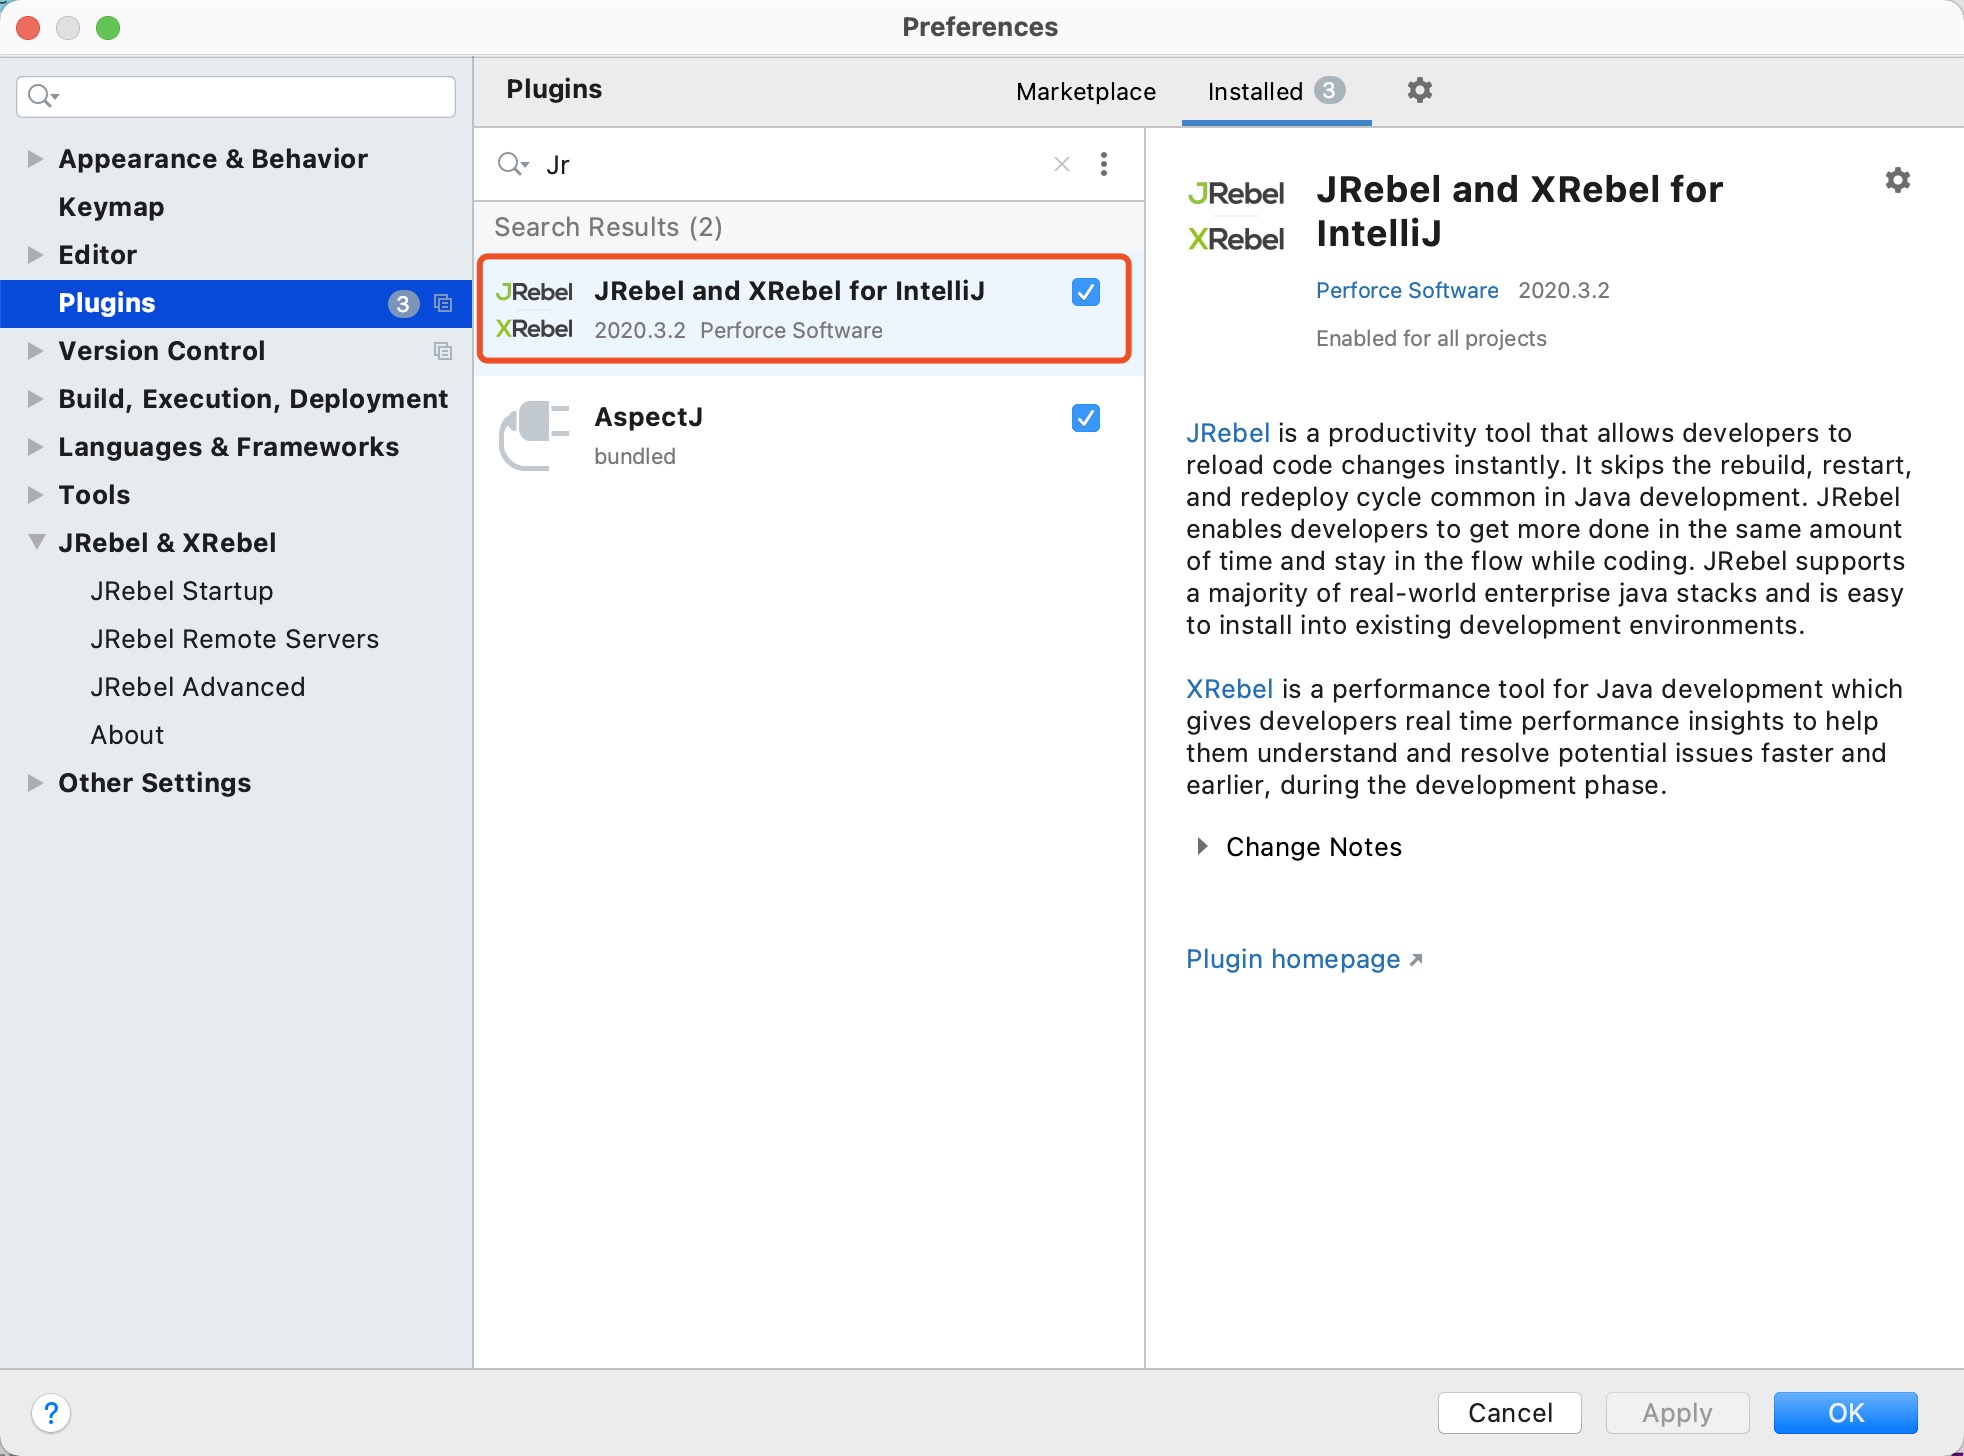 Preferences
Appearance & Behavior
Keymap
Editor
Plugins 3
Version Control
Build, Execution, Deployment
Languages & Frameworks
Tools
JRebel & XRebel
JRebel Startup
JRebel Remote Servers
JRebel Advanced
About
Other Settings
Plugins Marketplace Installed 3
Jr
Search Results (2)
JRebel
XRebel
JRebel and XRebel for IntelliJ
2020.3.2 Perforce Software
AspectJ
bundled
JRebel
XRebel
JRebel and XRebel for
IntelliJ
Perforce Software 2020.3.2
Enabled for all projects
JRebel is a productivity tool that allows developers to
reload code changes instantly. It skips the rebuild, restart,
and redeploy cycle common in Java development. JRebel
enables developers to get more done in the same amount
of time and stay in the flow while coding. JRebel supports
a majority of real-world enterprise java stacks and is easy
to install into existing development environments.
XRebel is a performance tool for Java development which
gives developers real time performance insights to help
them understand and resolve potential issues faster and
earlier, during the development phase.
Change Notes
Plugin homepage
? Cancel Apply OK